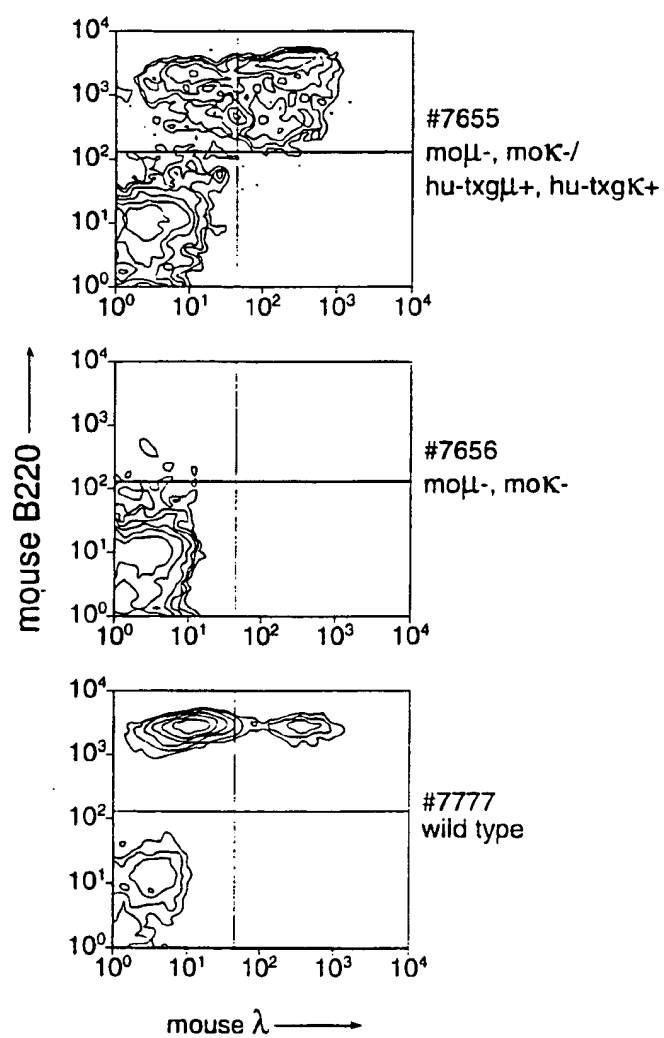 10⁴
10³
10²
10¹
10⁰
10⁰ 10¹ 10² 10³ 10⁴
#7655
moμ-, moκ-/
hu-txgμ+, hu-txgκ+
10⁴
10³
10²
10¹
10⁰
10⁰ 10¹ 10² 10³ 10⁴
#7656
moμ-, moκ-
mouse B220
10⁴
10³
10²
10¹
10⁰
10⁰ 10¹ 10² 10³ 10⁴
#7777
wild type
mouse λ